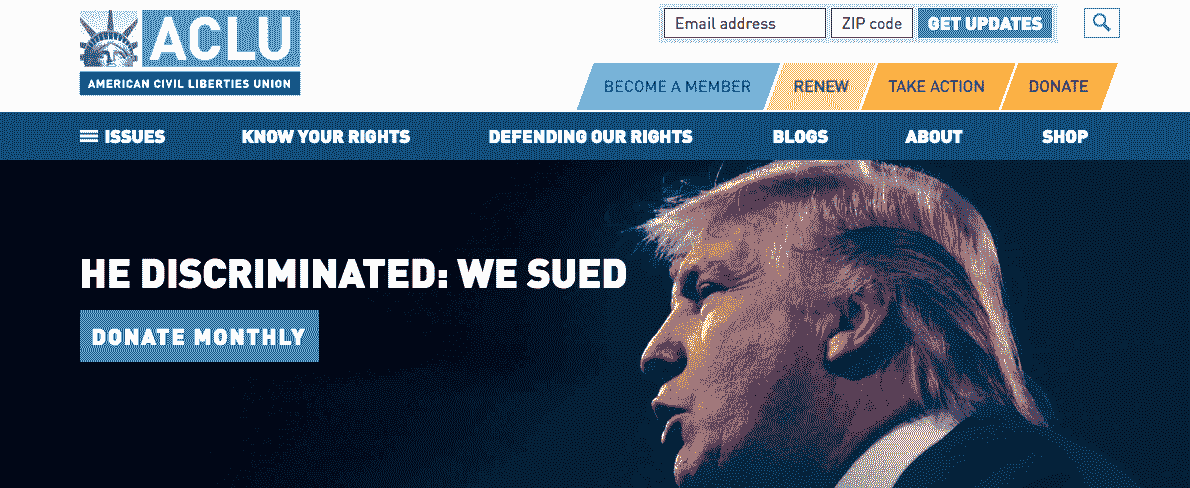 ACLU
AMERICAN CIVIL LIBERTIES UNION
Email address
ZIP code
GET UPDATES
BECOME A MEMBER
RENEW
TAKE ACTION
DONATE
ISSUES
KNOW YOUR RIGHTS
DEFENDING OUR RIGHTS
BLOGS
ABOUT
SHOP
HE DISCRIMINATED: WE SUED
DONATE MONTHLY